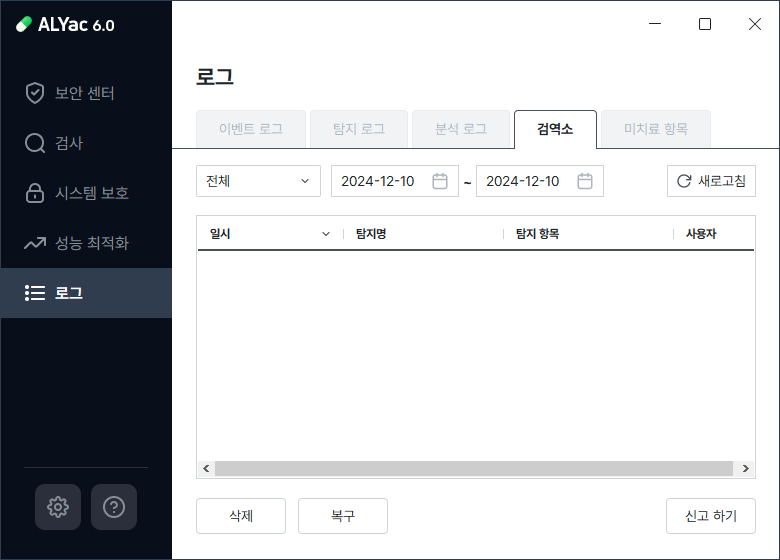 ALYac 6.0
보안 센터
검사
시스템 보호
성능 최적화
로그
로그
이벤트 로그 탐지 로그 분석 로그 검역소 미치료 항목
전체 2024-12-10 ~ 2024-12-10 새로고침
일시 탐지명 탐지 항목 사용자
삭제 복구 신고 하기